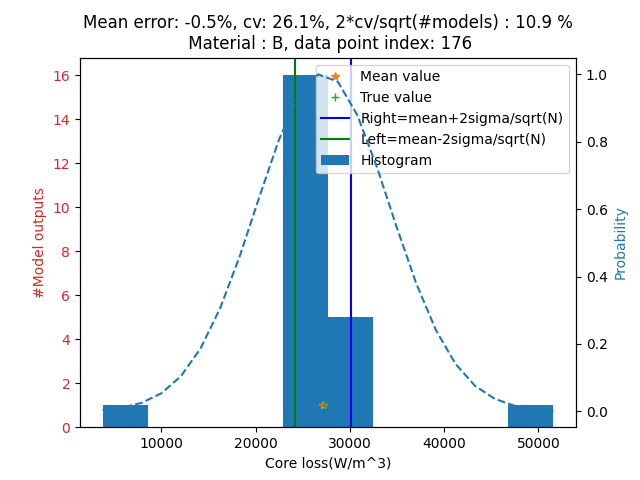 Mean error: -0.5%, cv: 26.1%, 2*cv/sqrt(#models) : 10.9 %
Material : B, data point index: 176
Mean value
True value
Right=mean+2sigma/sqrt(N)
Left=mean-2sigma/sqrt(N)
Histogram
#Model outputs
16
14
12
10
8
6
4
2
0
1.0
0.8
0.6
0.4
0.2
0.0
Probability
10000 20000 30000 40000 50000
Core loss(W/m^3)